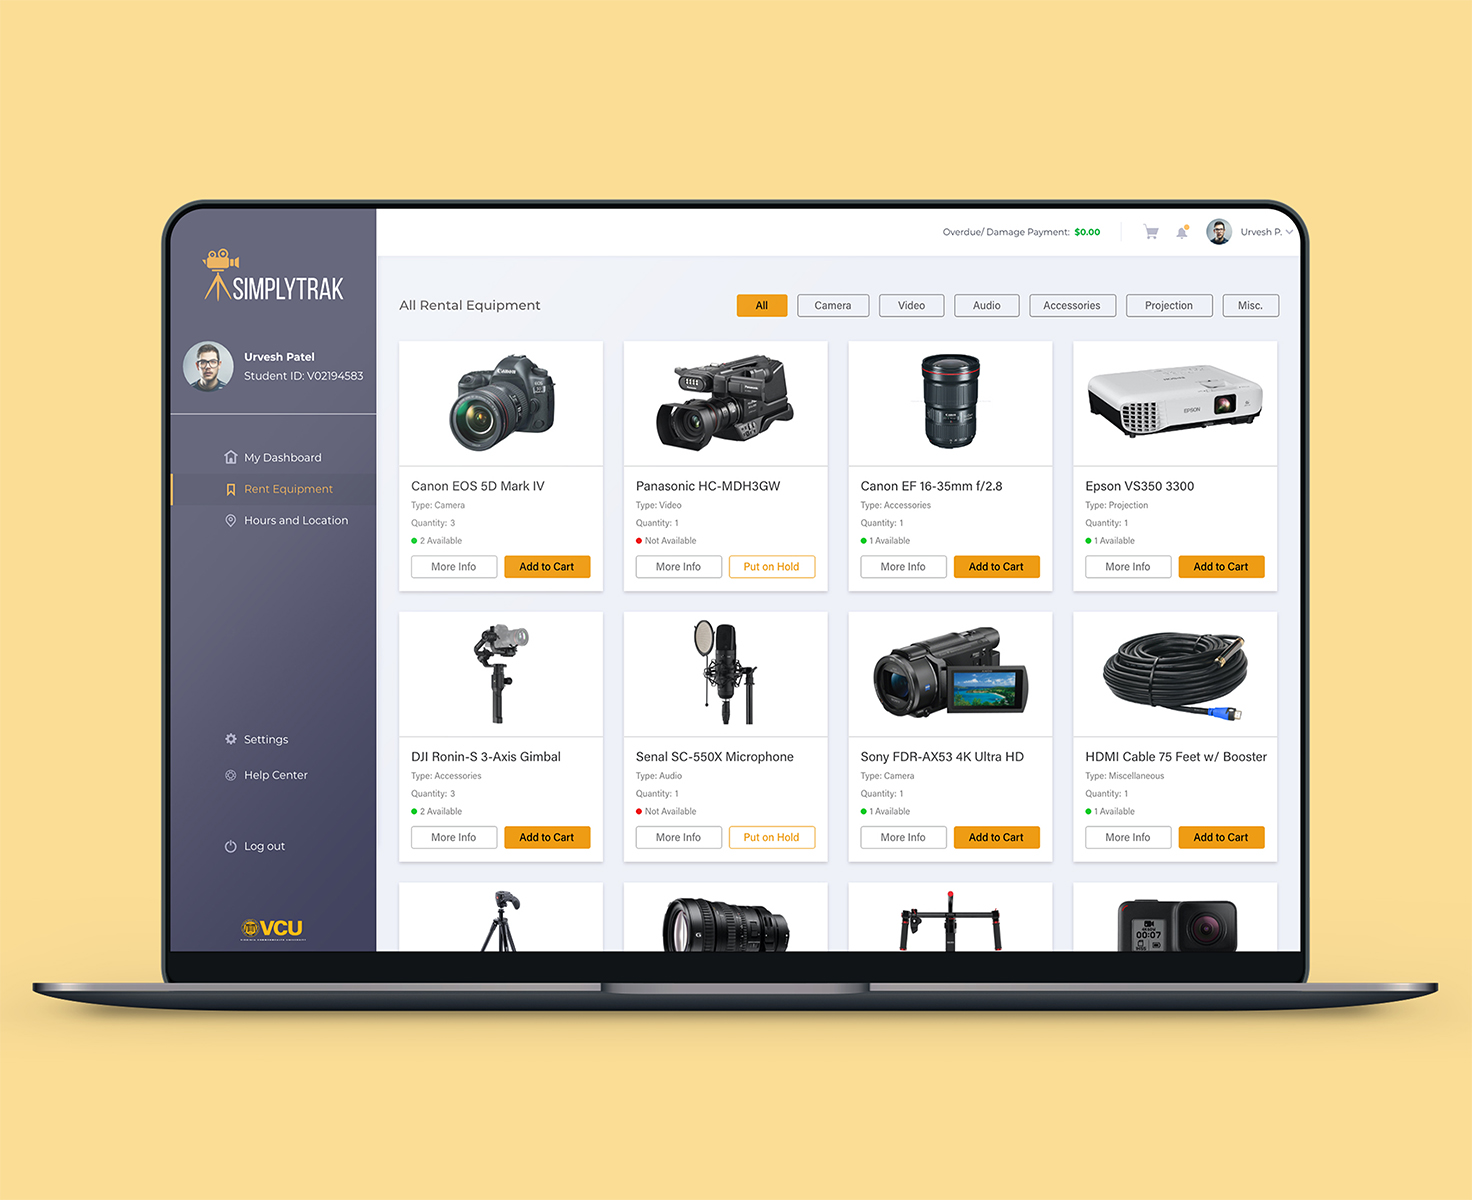 SIMPLYTRAK
Urvesh Patel
Student ID: V02194583
My Dashboard
Rent Equipment
Hours and Location
Settings
Help Center
Log out
VCU
Overdue/ Damage Payment: $0.00
Urvesh P.
All Rental Equipment
All
Camera
Video
Audio
Accessories
Projection
Misc.
Canon
EPSON
Canon EOS 5D Mark IV
Type: Camera
Quantity: 3
2 Available
More Info
Add to Cart
Panasonic HC-MDH3GW
Type: Video
Quantity: 1
Not Available
More Info
Put on Hold
Canon EF 16-35mm f/2.8
Type: Accessories
Quantity: 1
1 Available
More Info
Add to Cart
Epson VS350 3300
Type: Projection
Quantity: 1
1 Available
More Info
Add to Cart
DJI Ronin-S 3-Axis Gimbal
Type: Accessories
Quantity: 3
2 Available
More Info
Add to Cart
Senal SC-550X Microphone
Type: Audio
Quantity: 1
Not Available
More Info
Put on Hold
Sony FDR-AX53 4K Ultra HD
Type: Camera
Quantity: 1
1 Available
More Info
Add to Cart
HDMI Cable 75 Feet w/ Booster
Type: Miscellaneous
Quantity: 1
1 Available
More Info
Add to Cart
G
00:07